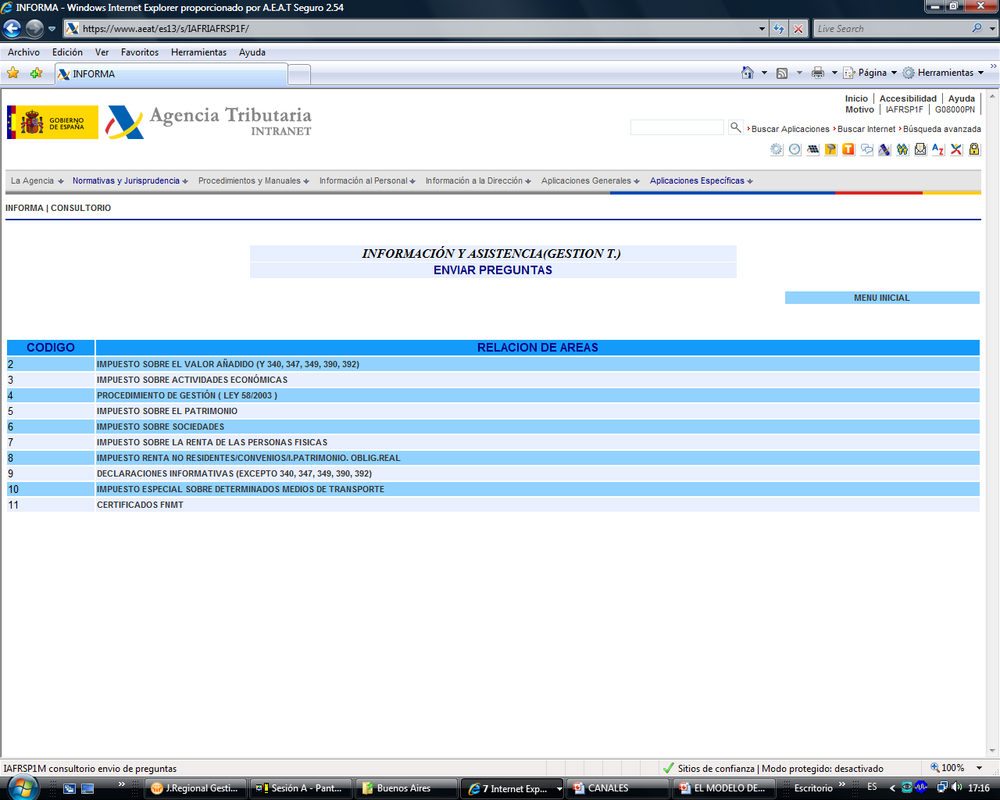 INFORMA - Windows Internet Explorer proporcionado por A.E.A.T Seguro 2.54
https://www.aeat/es13/s/IAFRIAFRSP1F/
Live Search
Archivo Edición Ver Favoritos Herramientas Ayuda
INFORMA
Página Herramientas
GOBIERNO DE ESPAÑA
Agencia Tributaria
INTRANET
Inicio Accesibilidad Ayuda
Motivo IAFRSP1F G08000PN
Buscar Aplicaciones Buscar Internet Búsqueda avanzada
La Agencia Normativas y Jurisprudencia Procedimientos y Manuales Información al Personal Información a la Dirección Aplicaciones Generales Aplicaciones Específicas
INFORMA | CONSULTORIO
INFORMACIÓN Y ASISTENCIA(GESTION T.)
ENVIAR PREGUNTAS
MENU INICIAL
CODIGO RELACION DE AREAS
2 IMPUESTO SOBRE EL VALOR AÑADIDO (Y 340, 347, 349, 390, 392)
3 IMPUESTO SOBRE ACTIVIDADES ECONÓMICAS
4 PROCEDIMIENTO DE GESTIÓN ( LEY 58/2003 )
5 IMPUESTO SOBRE EL PATRIMONIO
6 IMPUESTO SOBRE SOCIEDADES
7 IMPUESTO SOBRE LA RENTA DE LAS PERSONAS FISICAS
8 IMPUESTO RENTA NO RESIDENTES/CONVENIOS/I.PATRIMONIO. OBLIG.REAL
9 DECLARACIONES INFORMATIVAS (EXCEPTO 340, 347, 349, 390, 392)
10 IMPUESTO ESPECIAL SOBRE DETERMINADOS MEDIOS DE TRANSPORTE
11 CERTIFICADOS FNMT
IAFRSP1M consultorio envio de preguntas
Sitios de confianza | Modo protegido: desactivado
100%
J.Regional Gesti... Sesión A - Pant... Buenos Aires 7 Internet Exp... CANALES EL MODELO DE... Escritorio ES 17:16